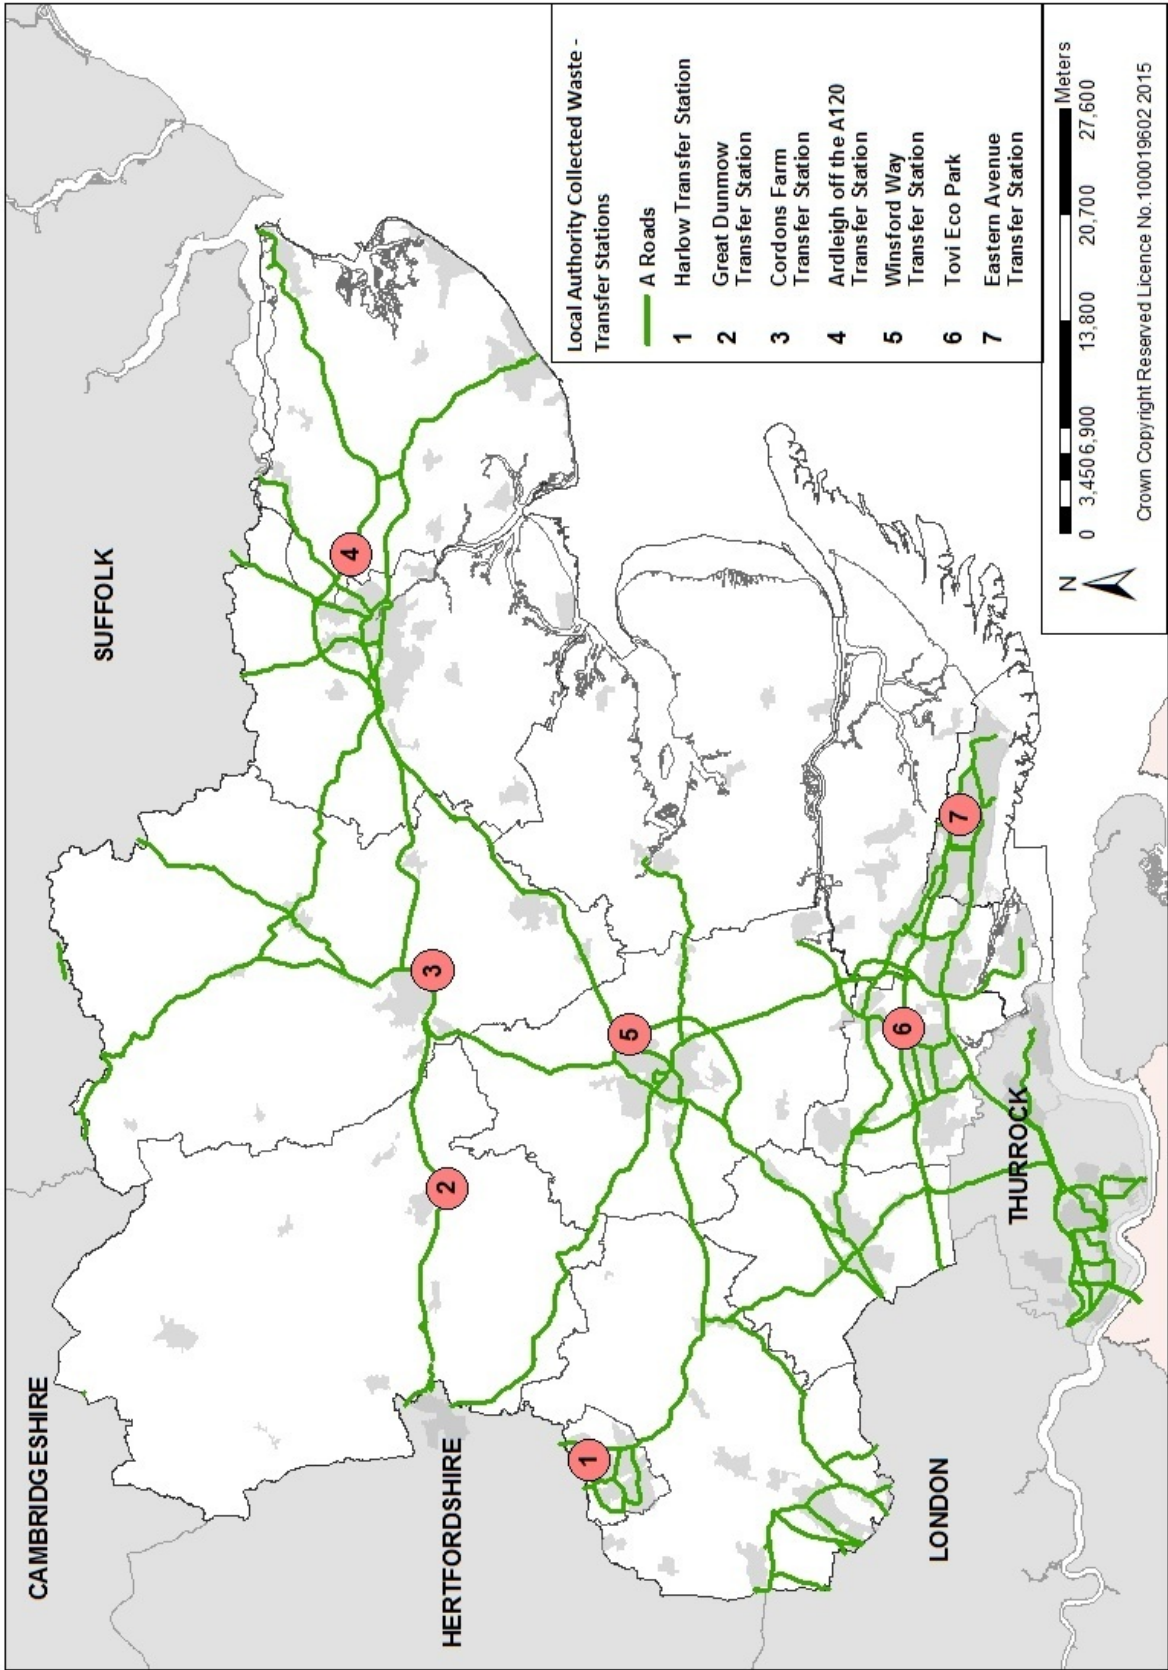 CAMBRIDGESHIRE
SUFFOLK
HERTFORDSHIRE
LONDON
THURROCK
1
2
3
4
5
6
7
Local Authority Collected Waste -
Transfer Stations
A Roads
1 Harlow Transfer Station
2 Great Dunmow
Transfer Station
3 Cordons Farm
Transfer Station
4 Ardleigh off the A120
Transfer Station
5 Winsford Way
Transfer Station
6 Tovi Eco Park
7 Eastern Avenue
Transfer Station
N
0 3,450 6,900 13,800 20,700 27,600
Meters
Crown Copyright Reserved Licence No.100019602 2015